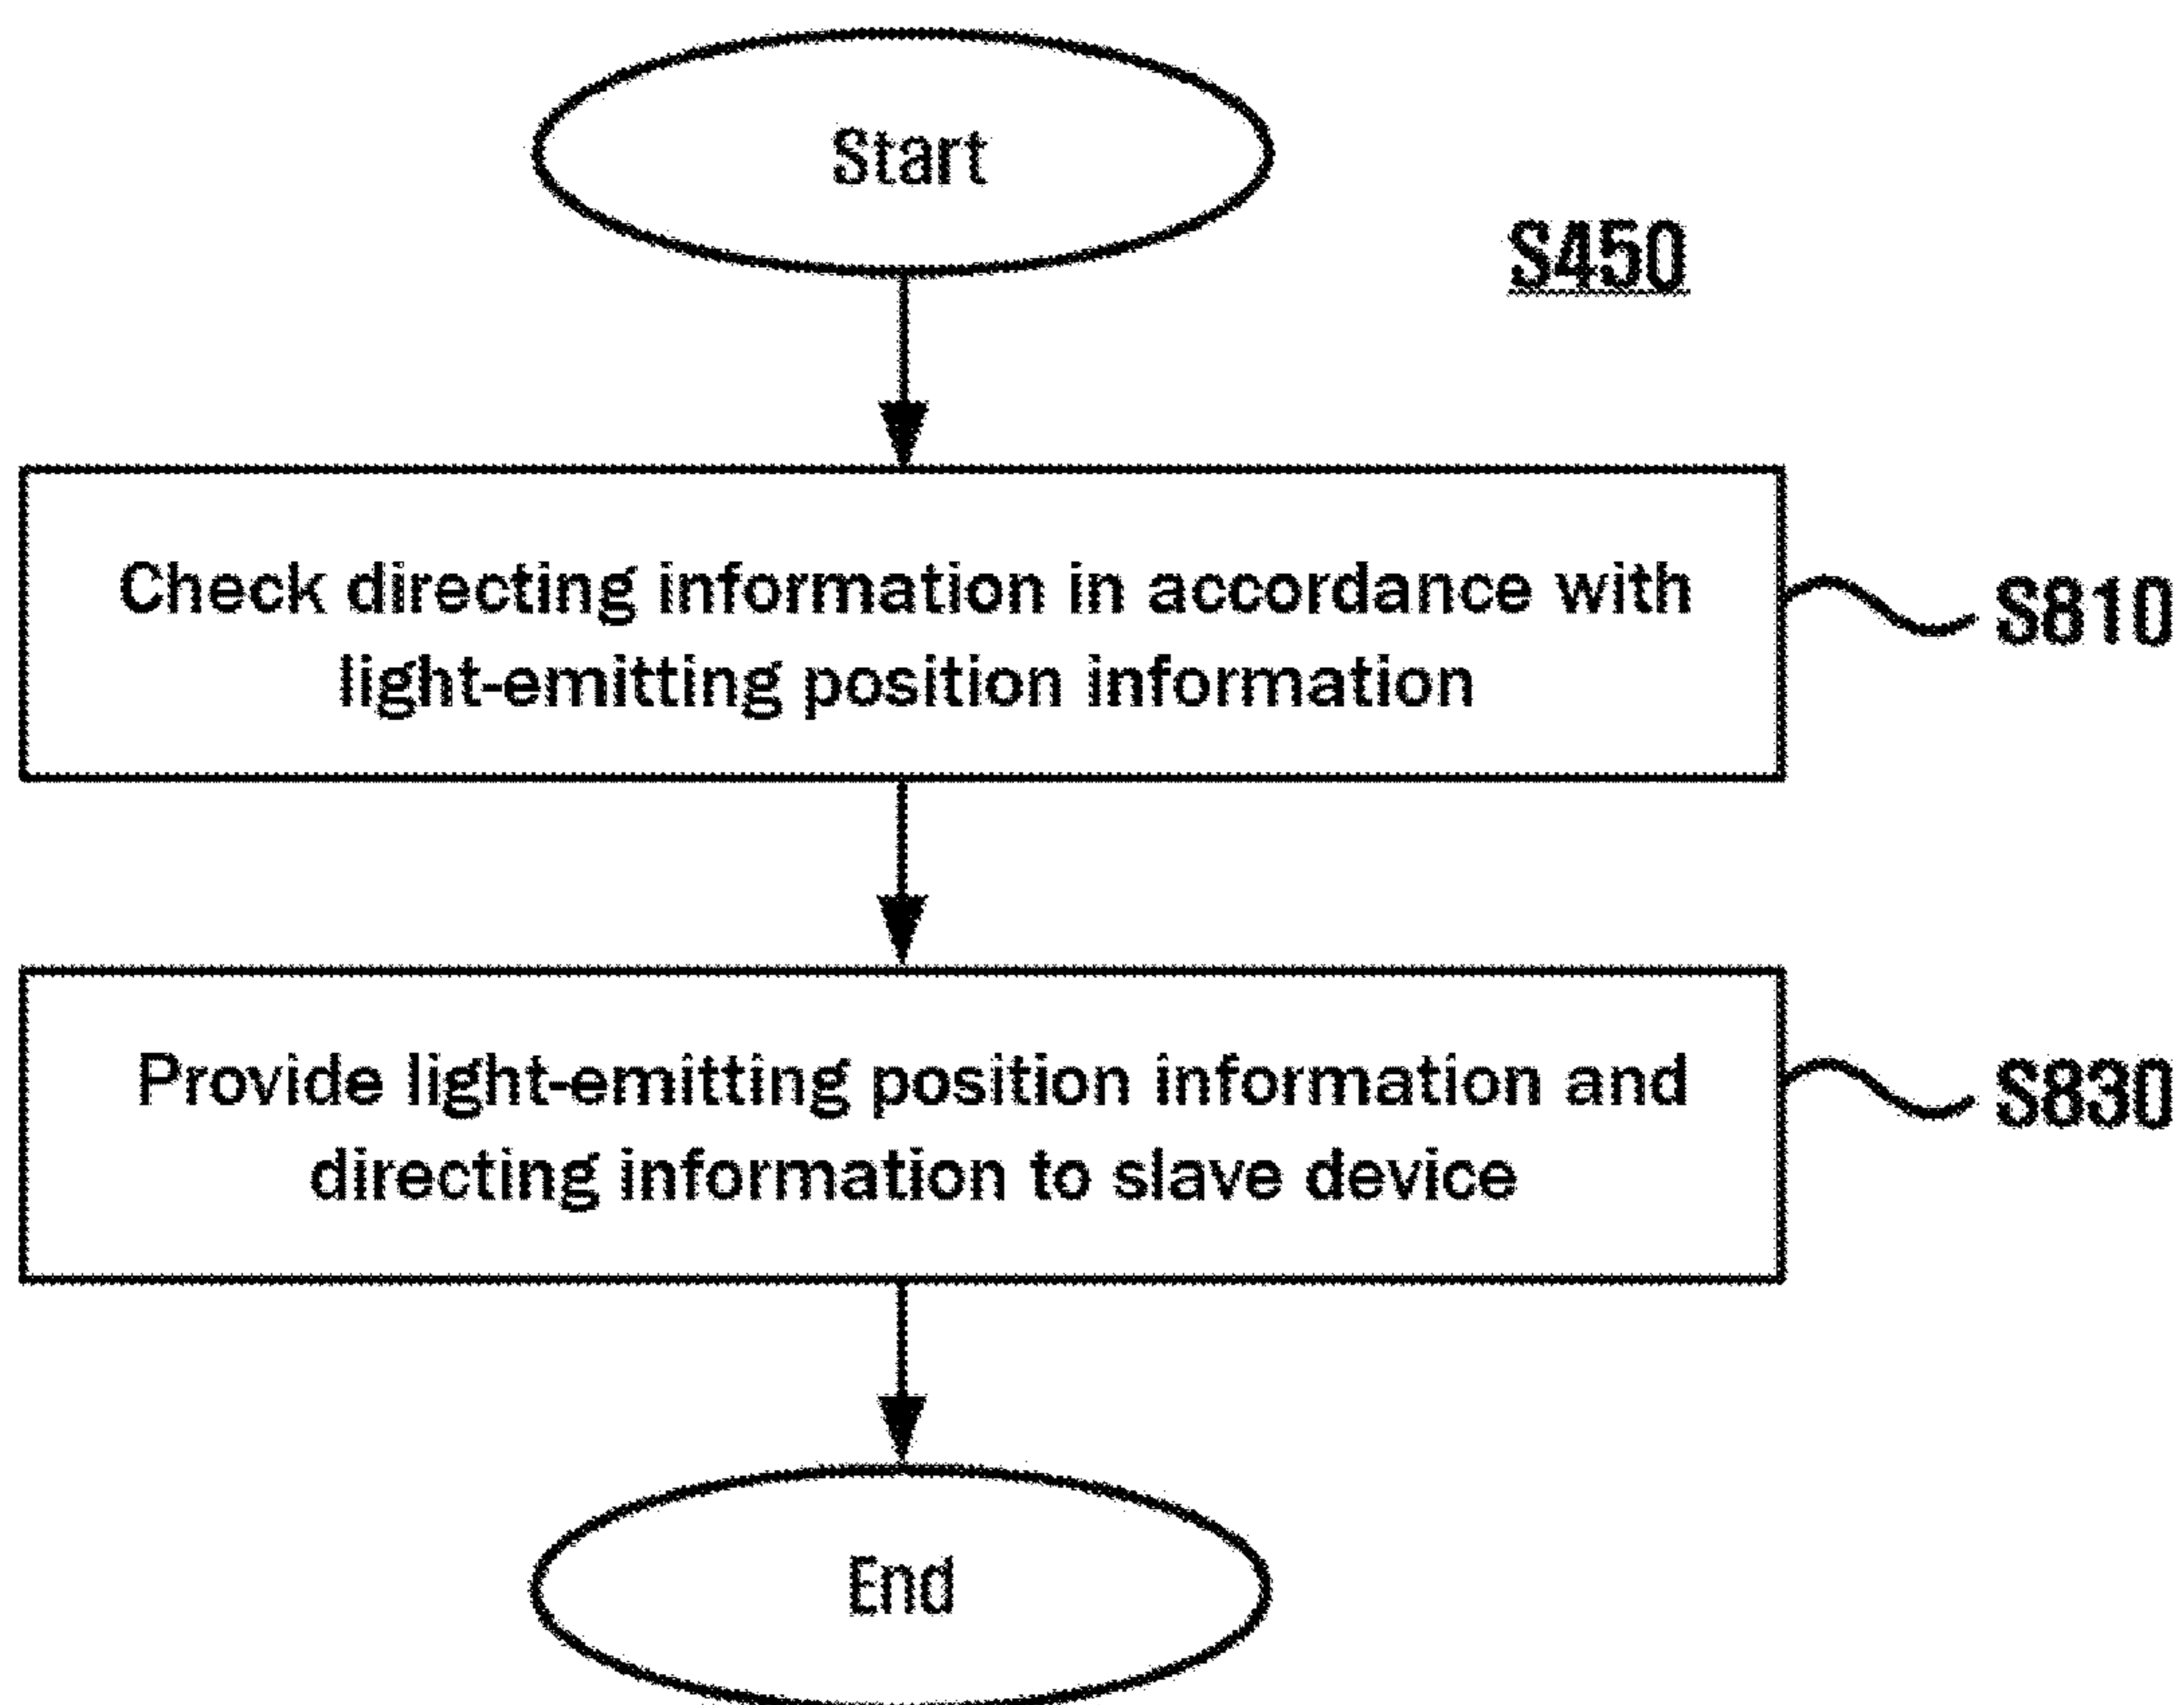 Start
S450
Check directing information in accordance with
light-emitting position information
S810
Provide light-emitting position information and
directing information to slave device
S830
End